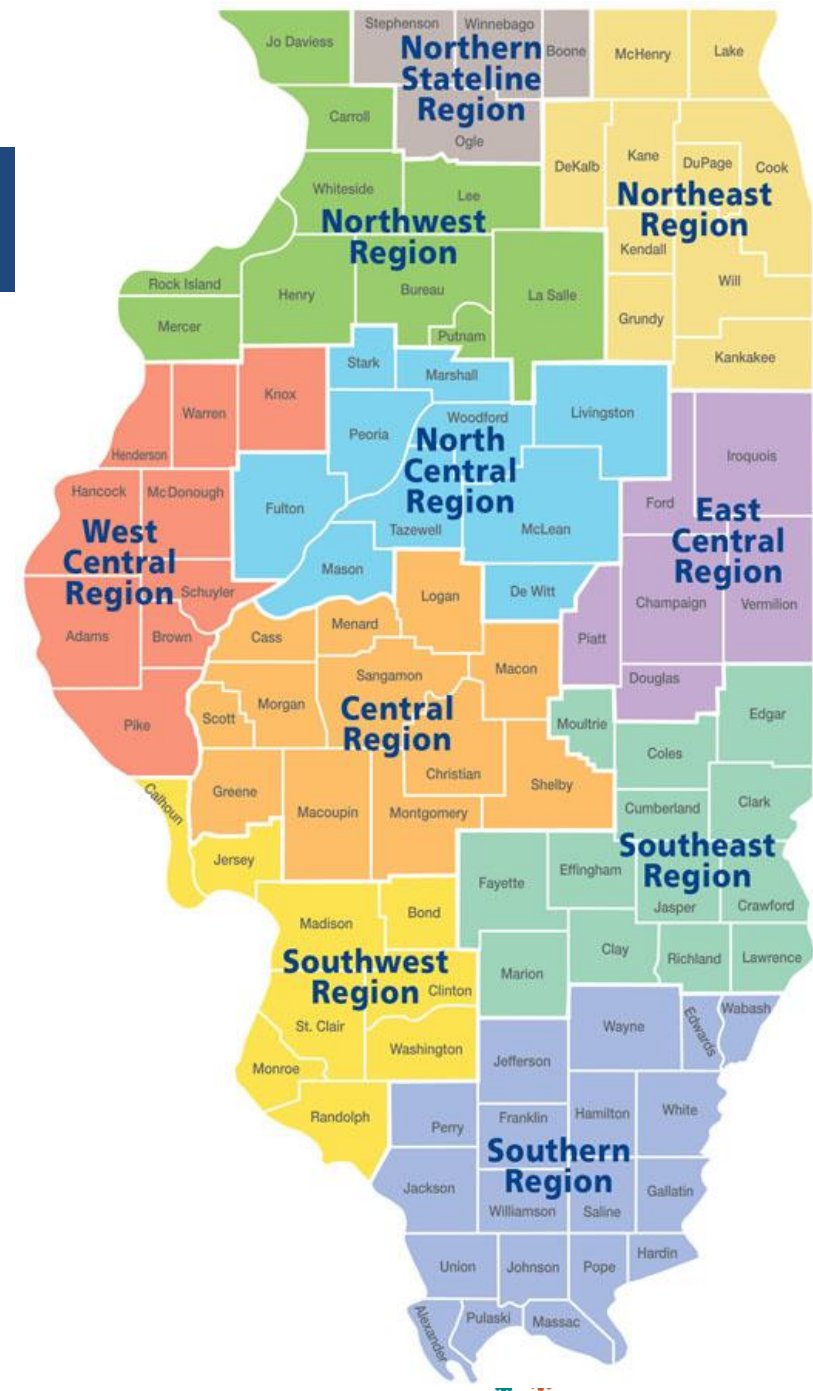 Jo Daviess
Stephenson
Winnebago
Boone
McHenry
Lake
Northern
Stateline
Region
Carroll
Ogle
DeKalb
Kane
DuPage
Cook
Whiteside
Lee
Northwest
Region
Northeast
Region
Kendall
Will
Rock Island
Henry
Bureau
La Salle
Mercer
Putnam
Grundy
Kankakee
Stark
Marshall
Knox
Warren
Henderson
Peoria
Woodford
Livingston
North
Central
Region
Iroquois
Hancock
McDonough
Fulton
Tazewell
McLean
Ford
East
Central
Region
West
Central
Region
Mason
Schuyler
Logan
De Witt
Champaign
Vermilion
Adams
Brown
Cass
Menard
Piatt
Sangamon
Macon
Douglas
Pike
Scott
Morgan
Central
Region
Moultrie
Edgar
Coles
Christian
Shelby
Calhoun
Greene
Macoupin
Montgomery
Cumberland
Clark
Southeast
Region
Jersey
Fayette
Effingham
Jasper
Crawford
Madison
Bond
Clay
Richland
Lawrence
Southwest
Region
Clinton
Marion
St. Clair
Washington
Wayne
Edwards
Wabash
Monroe
Jefferson
Randolph
Perry
Franklin
Hamilton
White
Southern
Region
Jackson
Williamson
Saline
Gallatin
Union
Johnson
Pope
Hardin
Alexander
Pulaski
Massac